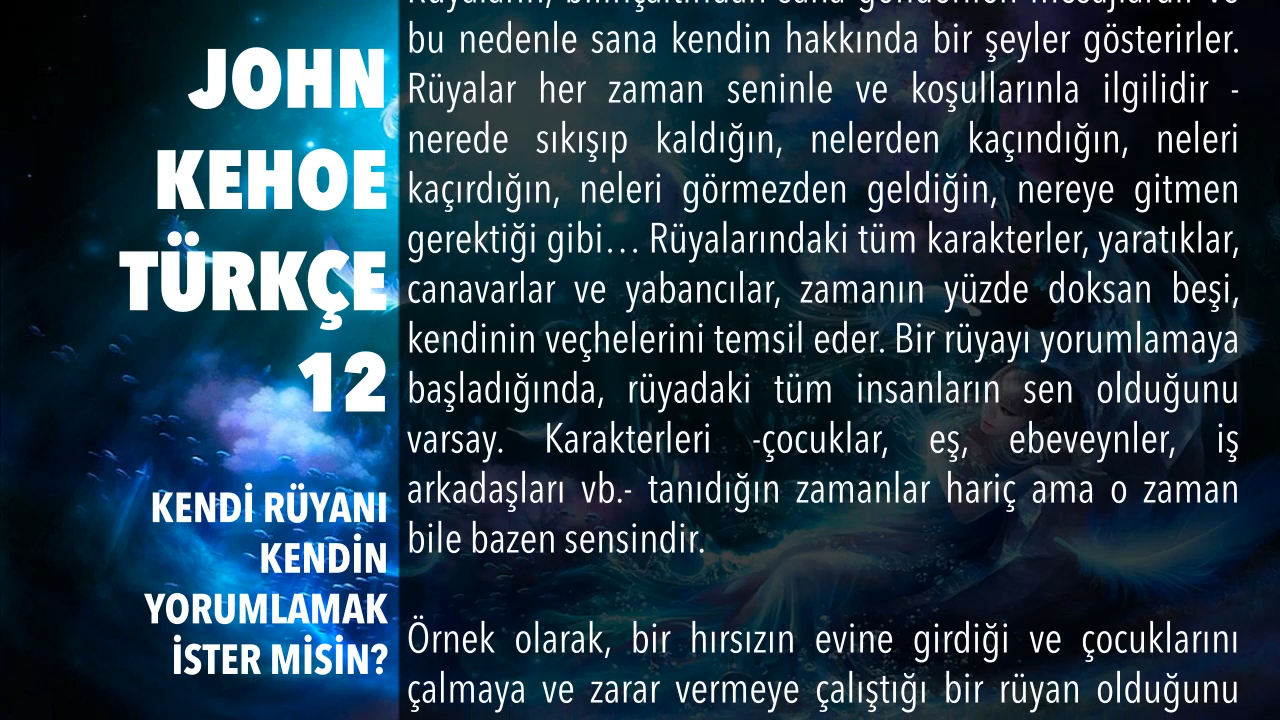 JOHN
KEHOE
TÜRKÇE
12
KENDİ RÜYANI
KENDİN
YORUMLAMAK
İSTER MİSİN?
bu nedenle sana kendin hakkında bir şeyler gösterirler.
Rüyalar her zaman seninle ve koşullarınla ilgilidir -
nerede sıkışıp kaldığın, nelerden kaçındığın, neleri
kaçırdığın, neleri görmezden geldiğin, nereye gitmen
gerektiği gibi… Rüyalarındaki tüm karakterler, yaratıklar,
canavarlar ve yabancılar, zamanın yüzde doksan beşi,
kendinin veçhelerini temsil eder. Bir rüyayı yorumlamaya
başladığında, rüyadaki tüm insanların sen olduğunu
varsay. Karakterleri -çocuklar, eş, ebeveynler, iş
arkadaşları vb.- tanıdığın zamanlar hariç ama o zaman
bile bazen sensindir.
Örnek olarak, bir hırsızın evine girdiği ve çocuklarını
çalmaya ve zarar vermeye çalıştığı bir rüyan olduğunu